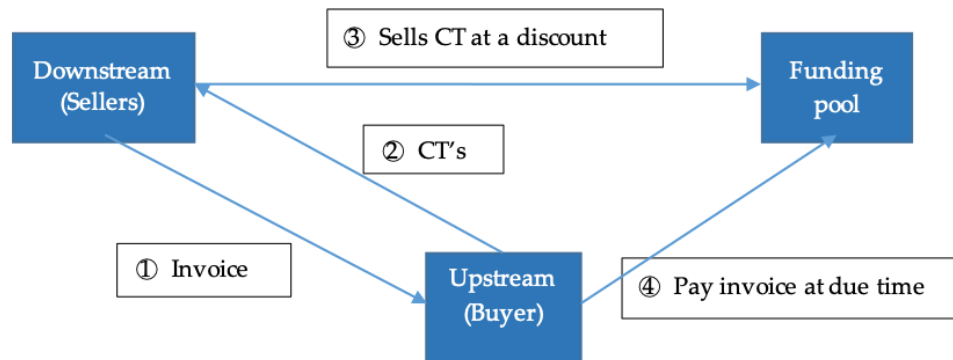 ③ Sells CT at a discount
Downstream
(Sellers)
Funding
pool
② CT's
① Invoice
Upstream
(Buyer)
④ Pay invoice at due time